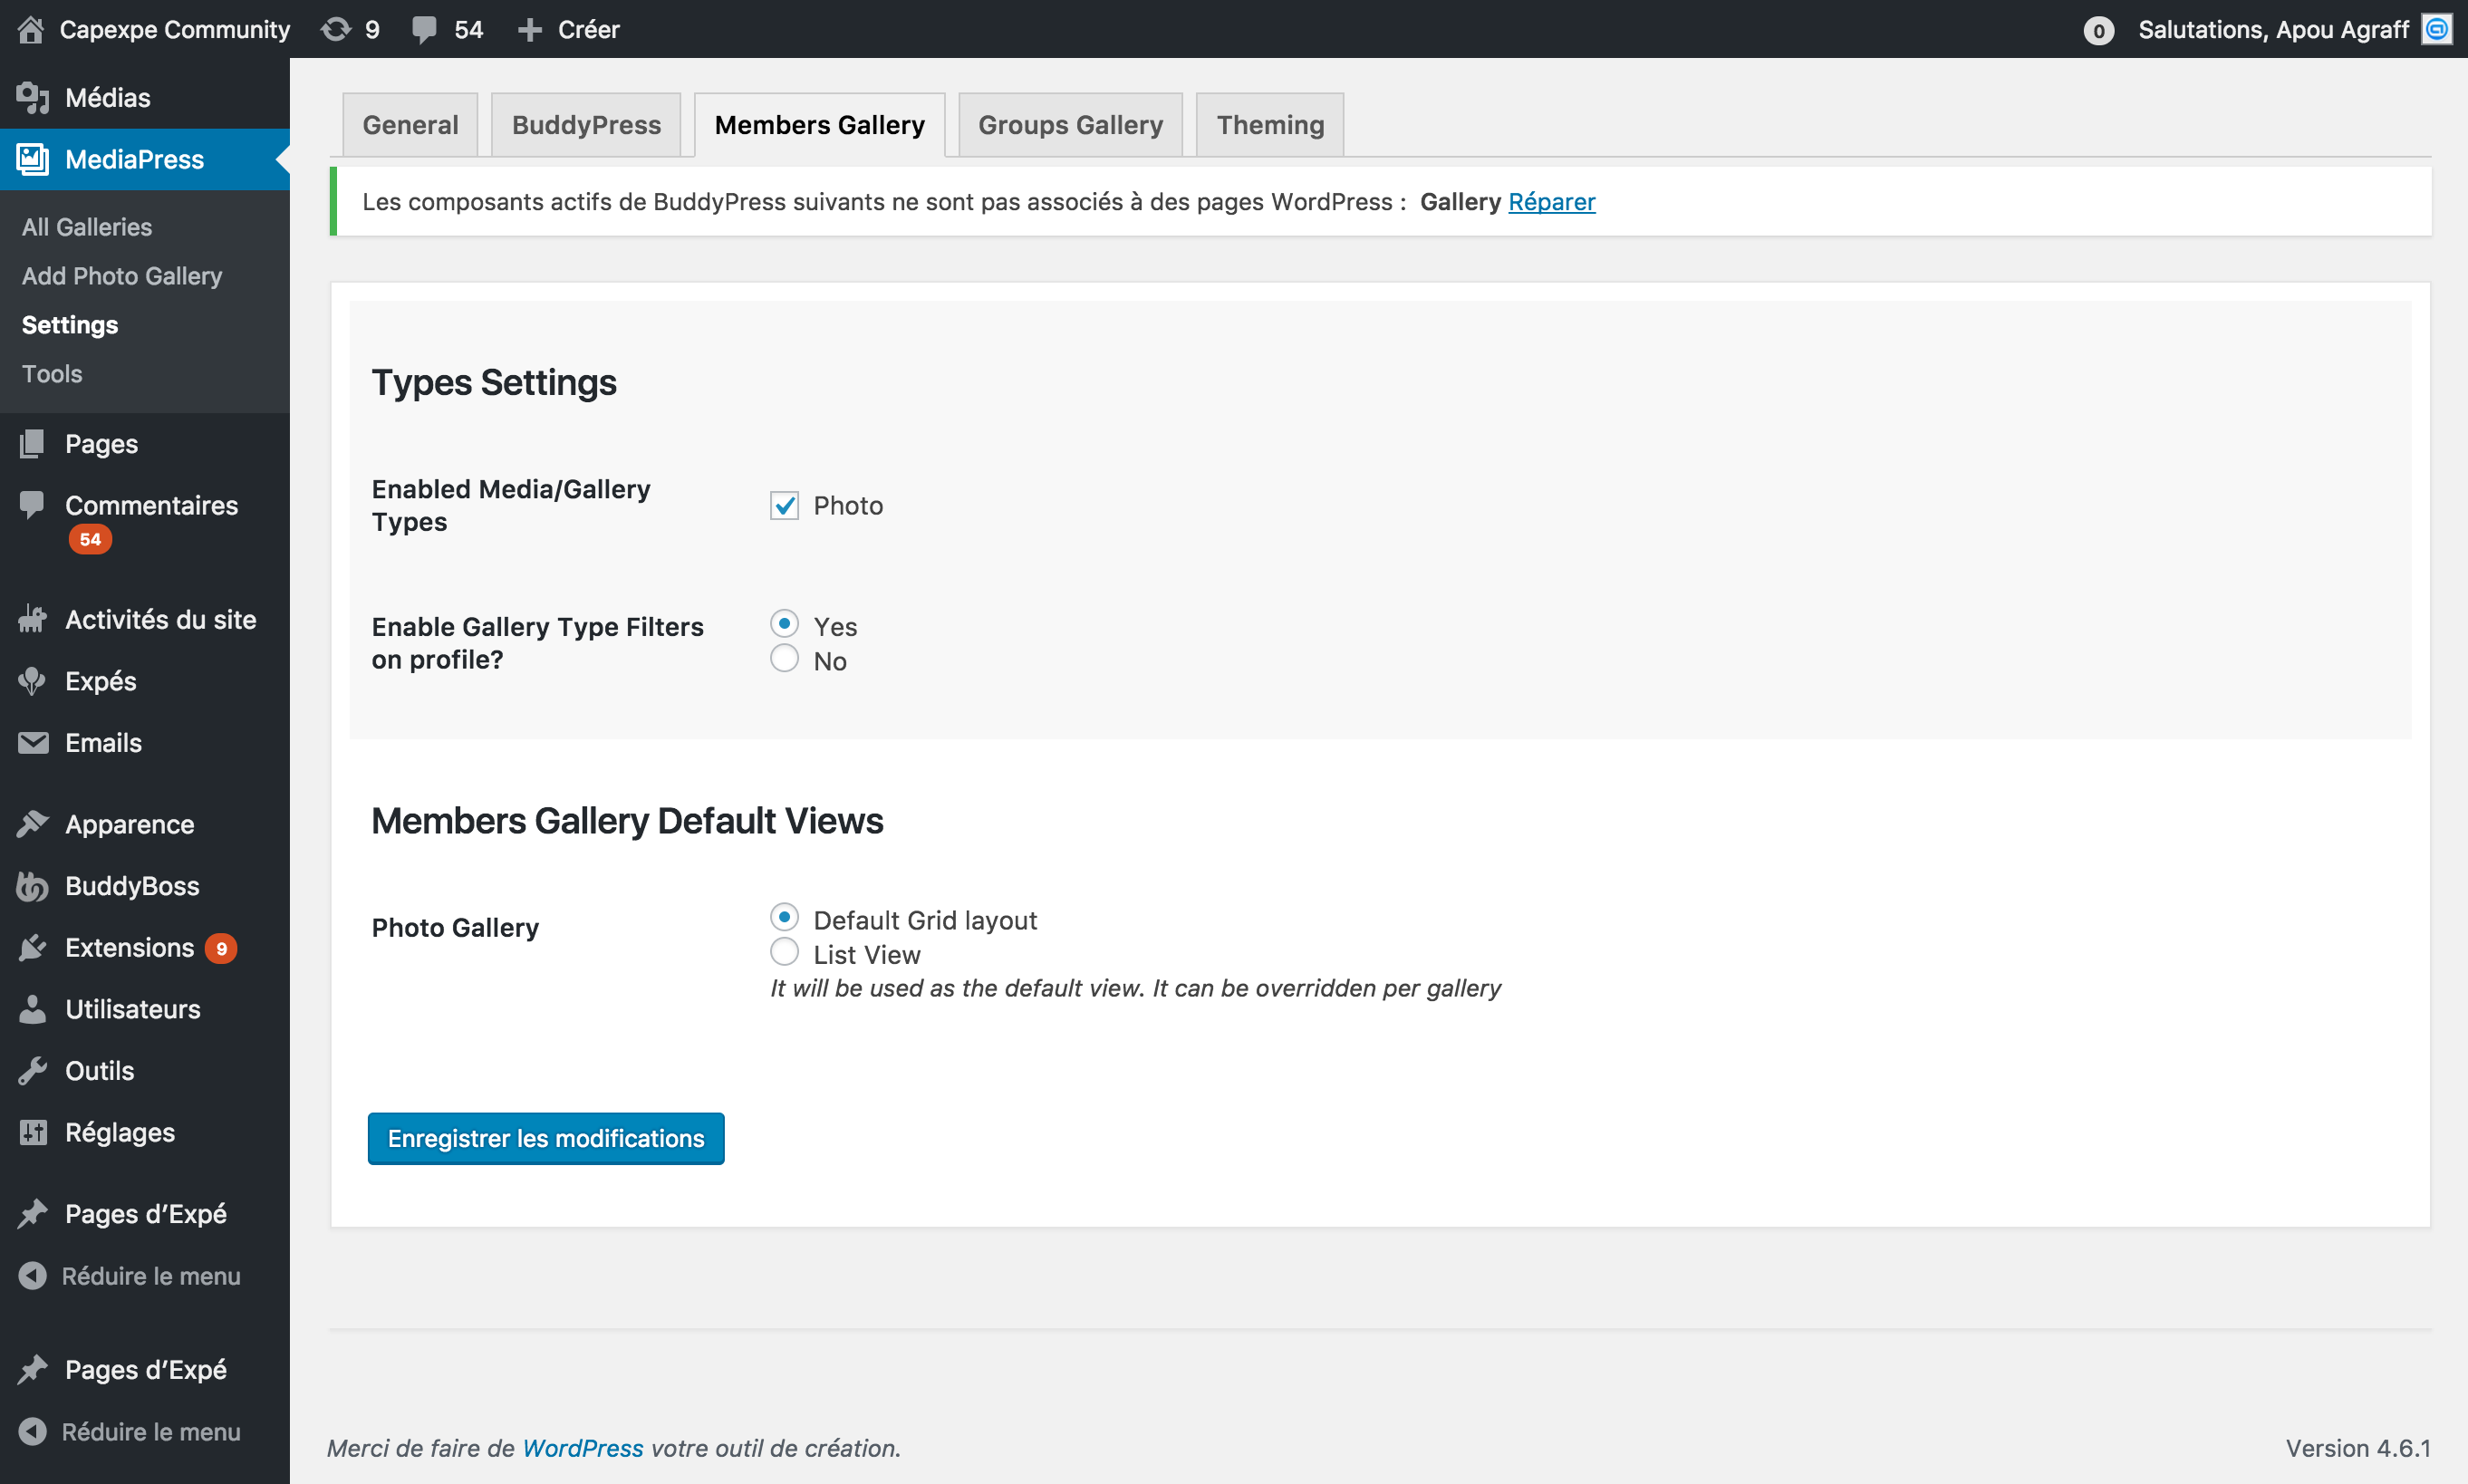 Capexpe Community 9 54 Créer 0 Salutations, Apou Agraff
Médias
MediaPress
All Galleries
Add Photo Gallery
Settings
Tools
Pages
Commentaires
54
Activités du site
Expés
Emails
Apparence
BuddyBoss
Extensions 9
Utilisateurs
Outils
Réglages
Pages d’Expé
Réduire le menu
Pages d’Expé
Réduire le menu
General BuddyPress Members Gallery Groups Gallery Theming
Les composants actifs de BuddyPress suivants ne sont pas associés à des pages WordPress : Gallery Réparer
Types Settings
Enabled Media/Gallery
Types
Photo
Enable Gallery Type Filters
on profile?
Yes
No
Members Gallery Default Views
Photo Gallery
Default Grid layout
List View
It will be used as the default view. It can be overridden per gallery
Enregistrer les modifications
Merci de faire de WordPress votre outil de création.
Version 4.6.1